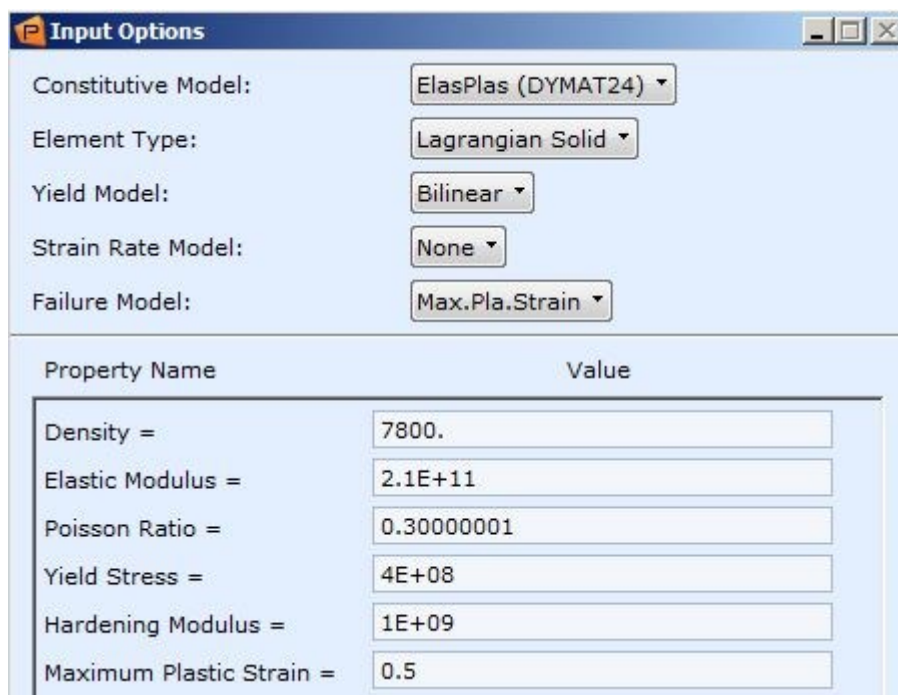 Input Options
Constitutive Model: ElasPlas (DYMAT24)
Element Type: Lagrangian Solid
Yield Model: Bilinear
Strain Rate Model: None
Failure Model: Max.Pla.Strain
Property Name Value
Density = 7800.
Elastic Modulus = 2.1E+11
Poisson Ratio = 0.30000001
Yield Stress = 4E+08
Hardening Modulus = 1E+09
Maximum Plastic Strain = 0.5